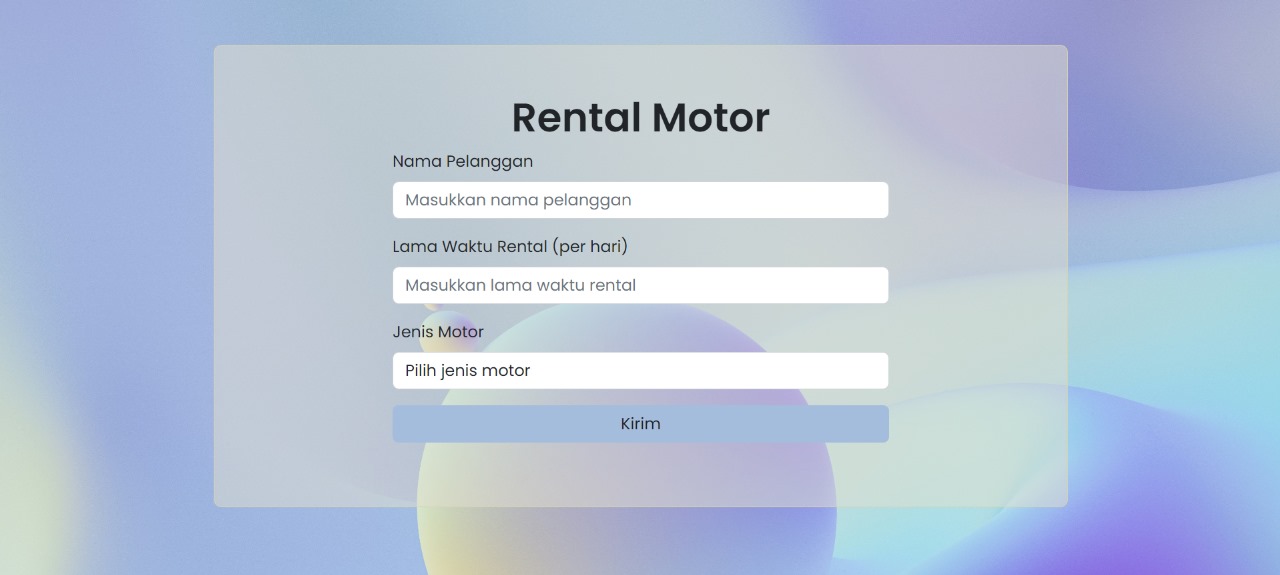 Rental Motor
Nama Pelanggan
Masukkan nama pelanggan
Lama Waktu Rental (per hari)
Masukkan lama waktu rental
Jenis Motor
Pilih jenis motor
Kirim